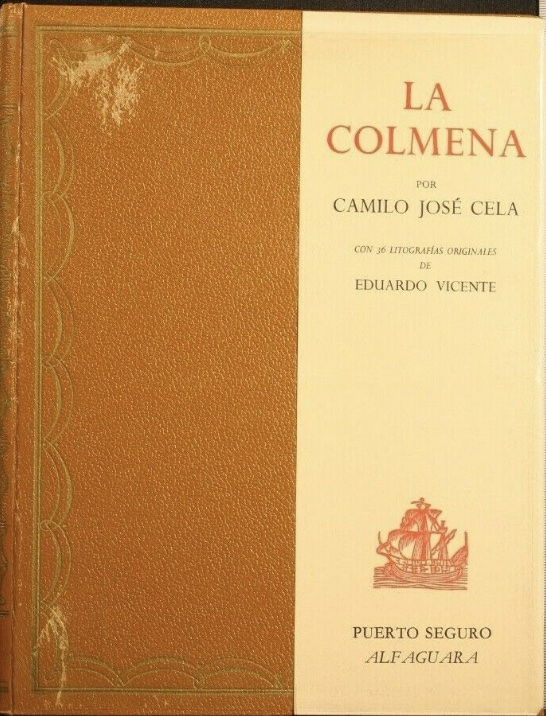 LA
COLMENA
POR
CAMILO JOSÉ CELA
CON 36 LITOGRAFÍAS ORIGINALES
DE
EDUARDO VICENTE
PUERTO SEGURO
ALFAGUARA